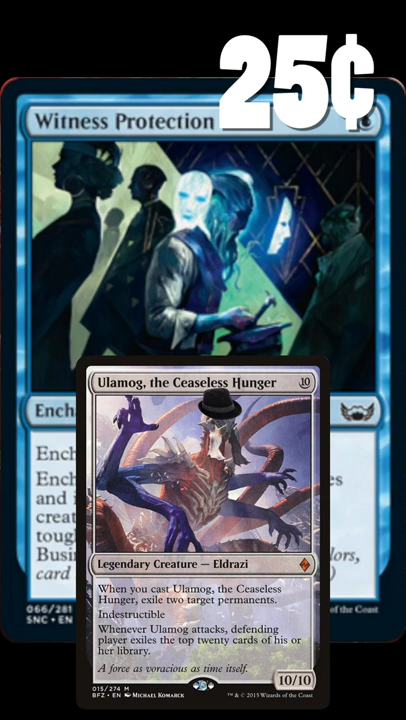 25¢
Witness Protection
Ench
Ench
Ench
es
and i
creat
toug
Busin
lors,
card
)
066/281
SNC • EN
of the Coast
Ulamog, the Ceaseless Hunger 10
Legendary Creature — Eldrazi
When you cast Ulamog, the Ceaseless
Hunger, exile two target permanents.
Indestructible
Whenever Ulamog attacks, defending
player exiles the top twenty cards of his or
her library.
A force as voracious as time itself.
10/10
015/274 M
BFZ • EN Michael Komarck
™ & © 2015 Wizards of the Coast